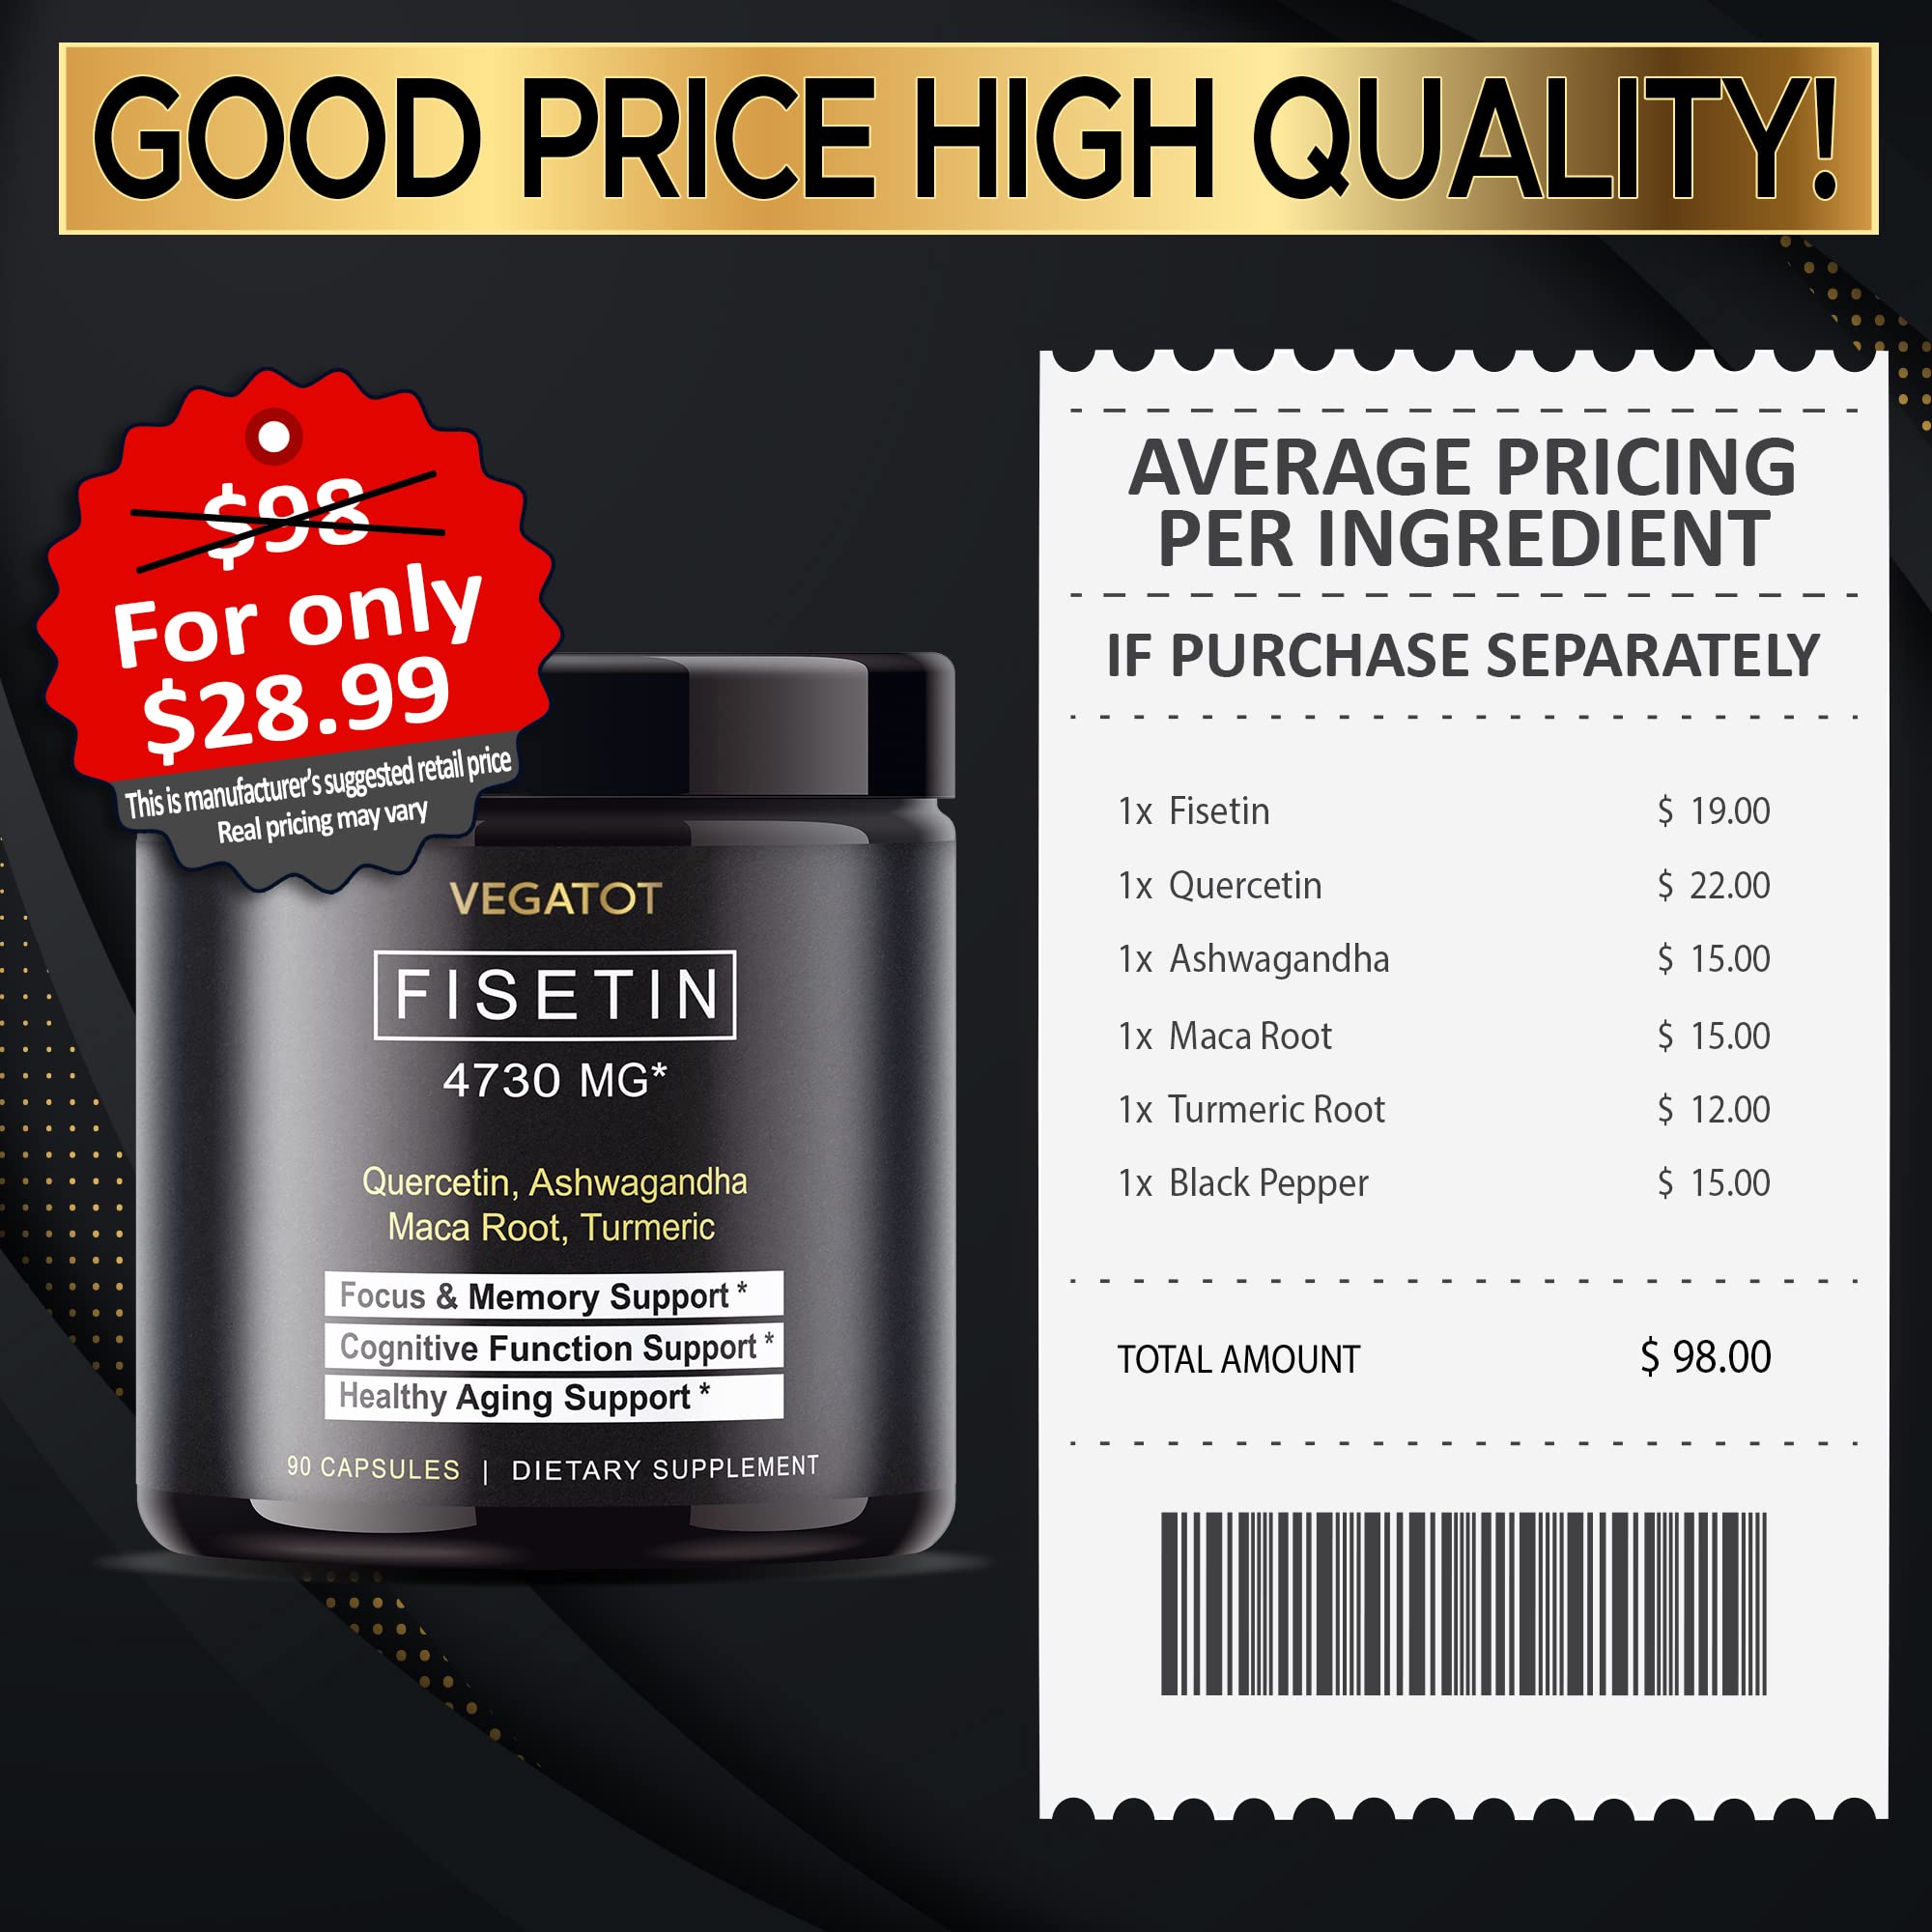 GOOD PRICE HIGH QUALITY!
$98
For only
$28.99
This is manufacturer's suggested retail price
Real pricing may vary
VEGATOT
FISETIN
4730 MG*
Quercetin, Ashwagandha
Maca Root, Turmeric
Focus & Memory Support *
Cognitive Function Support *
Healthy Aging Support *
90 CAPSULES | DIETARY SUPPLEMENT
AVERAGE PRICING
PER INGREDIENT
IF PURCHASE SEPARATELY
1x Fisetin $ 19.00
1x Quercetin $ 22.00
1x Ashwagandha $ 15.00
1x Maca Root $ 15.00
1x Turmeric Root $ 12.00
1x Black Pepper $ 15.00
TOTAL AMOUNT $ 98.00